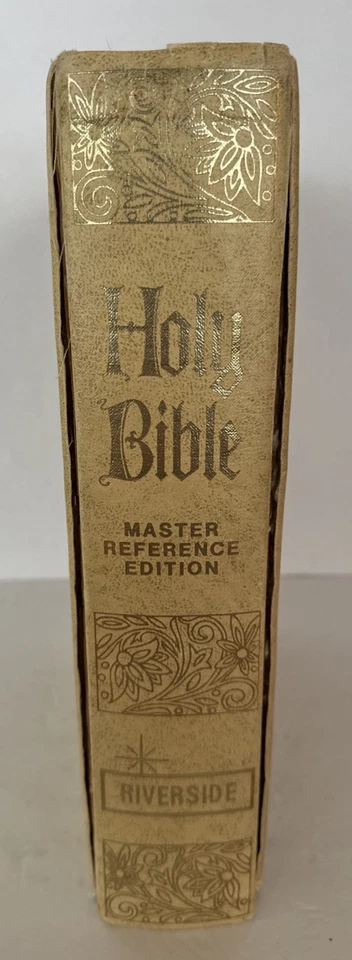 Holy
Bible
MASTER
REFERENCE
EDITION
RIVERSIDE